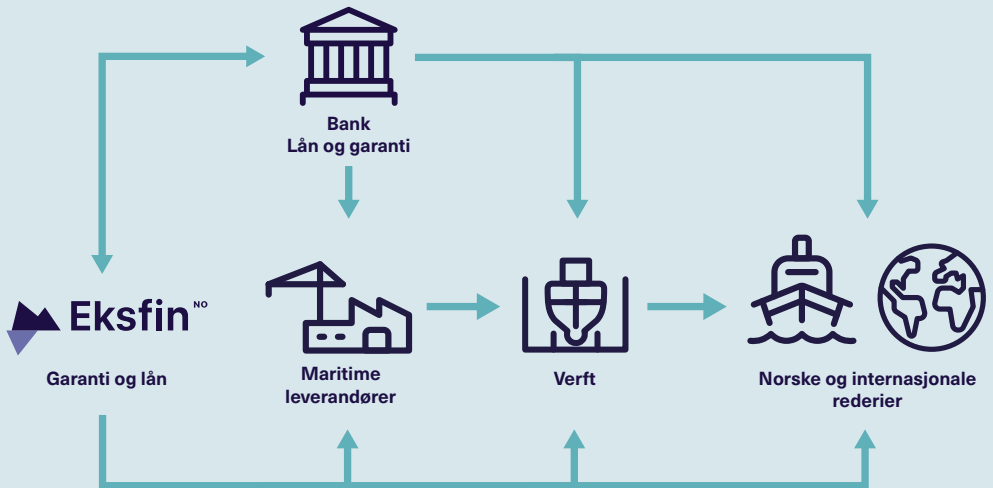 Bank
Lån og garanti
Eksfin NO
Garanti og lån
Maritime
leverandører
Verft
Norske og internasjonale
rederier